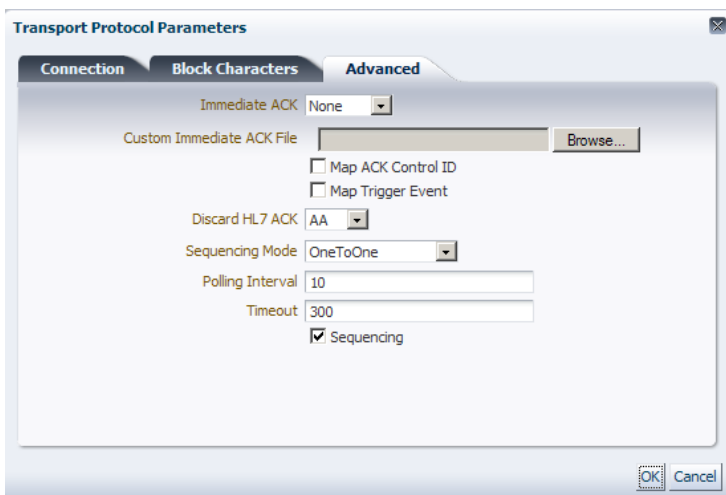 Transport Protocol Parameters
Connection Block Characters Advanced
Immediate ACK None
Custom Immediate ACK File Browse...
Map ACK Control ID
Map Trigger Event
Discard HL7 ACK AA
Sequencing Mode OneToOne
Polling Interval 10
Timeout 300
Sequencing
OK Cancel